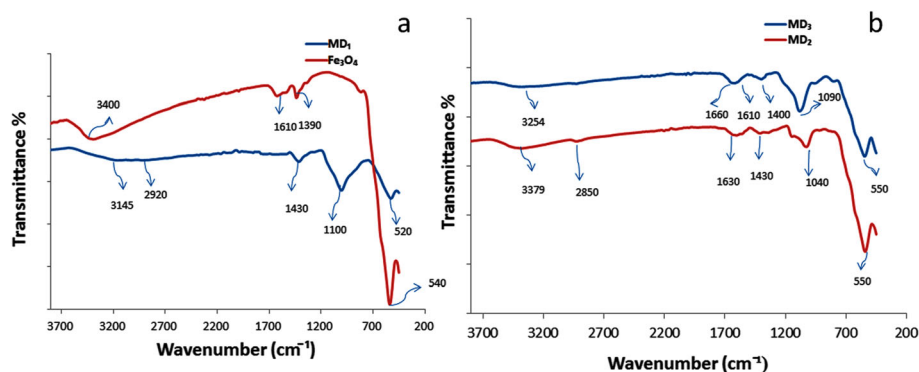 a
MD₁
Fe₃O₄
3400
1610
1390
3145
2920
1430
1100
520
540
Transmittance %
3700 3200 2700 2200 1700 1200 700 200
Wavenumber (cm⁻¹)
b
MD₃
MD₂
3254
1660
1610
1400
1090
3379
2850
1630
1430
1040
550
550
Transmittance %
3700 3200 2700 2200 1700 1200 700 200
Wavenumber (cm⁻¹)